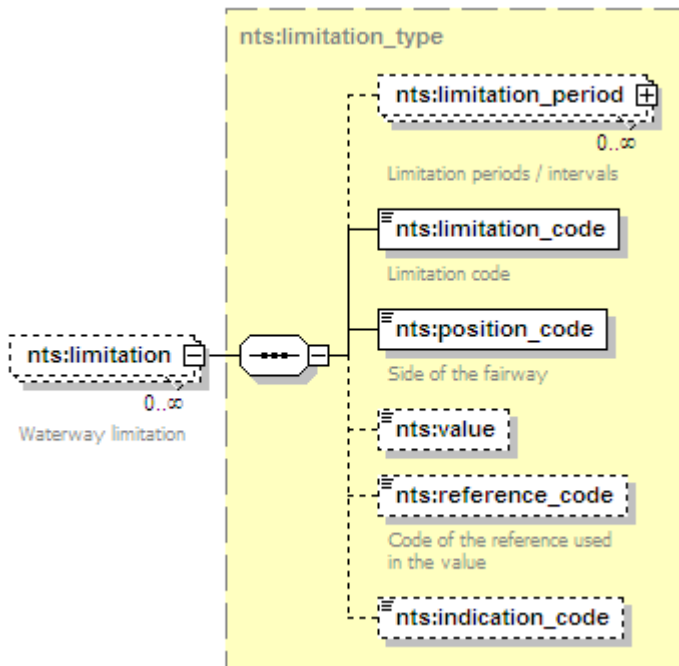 nts:limitation_type
nts:limitation_period
0..∞
Limitation periods / intervals
nts:limitation_code
Limitation code
nts:position_code
Side of the fairway
nts:limitation
0..∞
Waterway limitation
nts:value
nts:reference_code
Code of the reference used
in the value
nts:indication_code